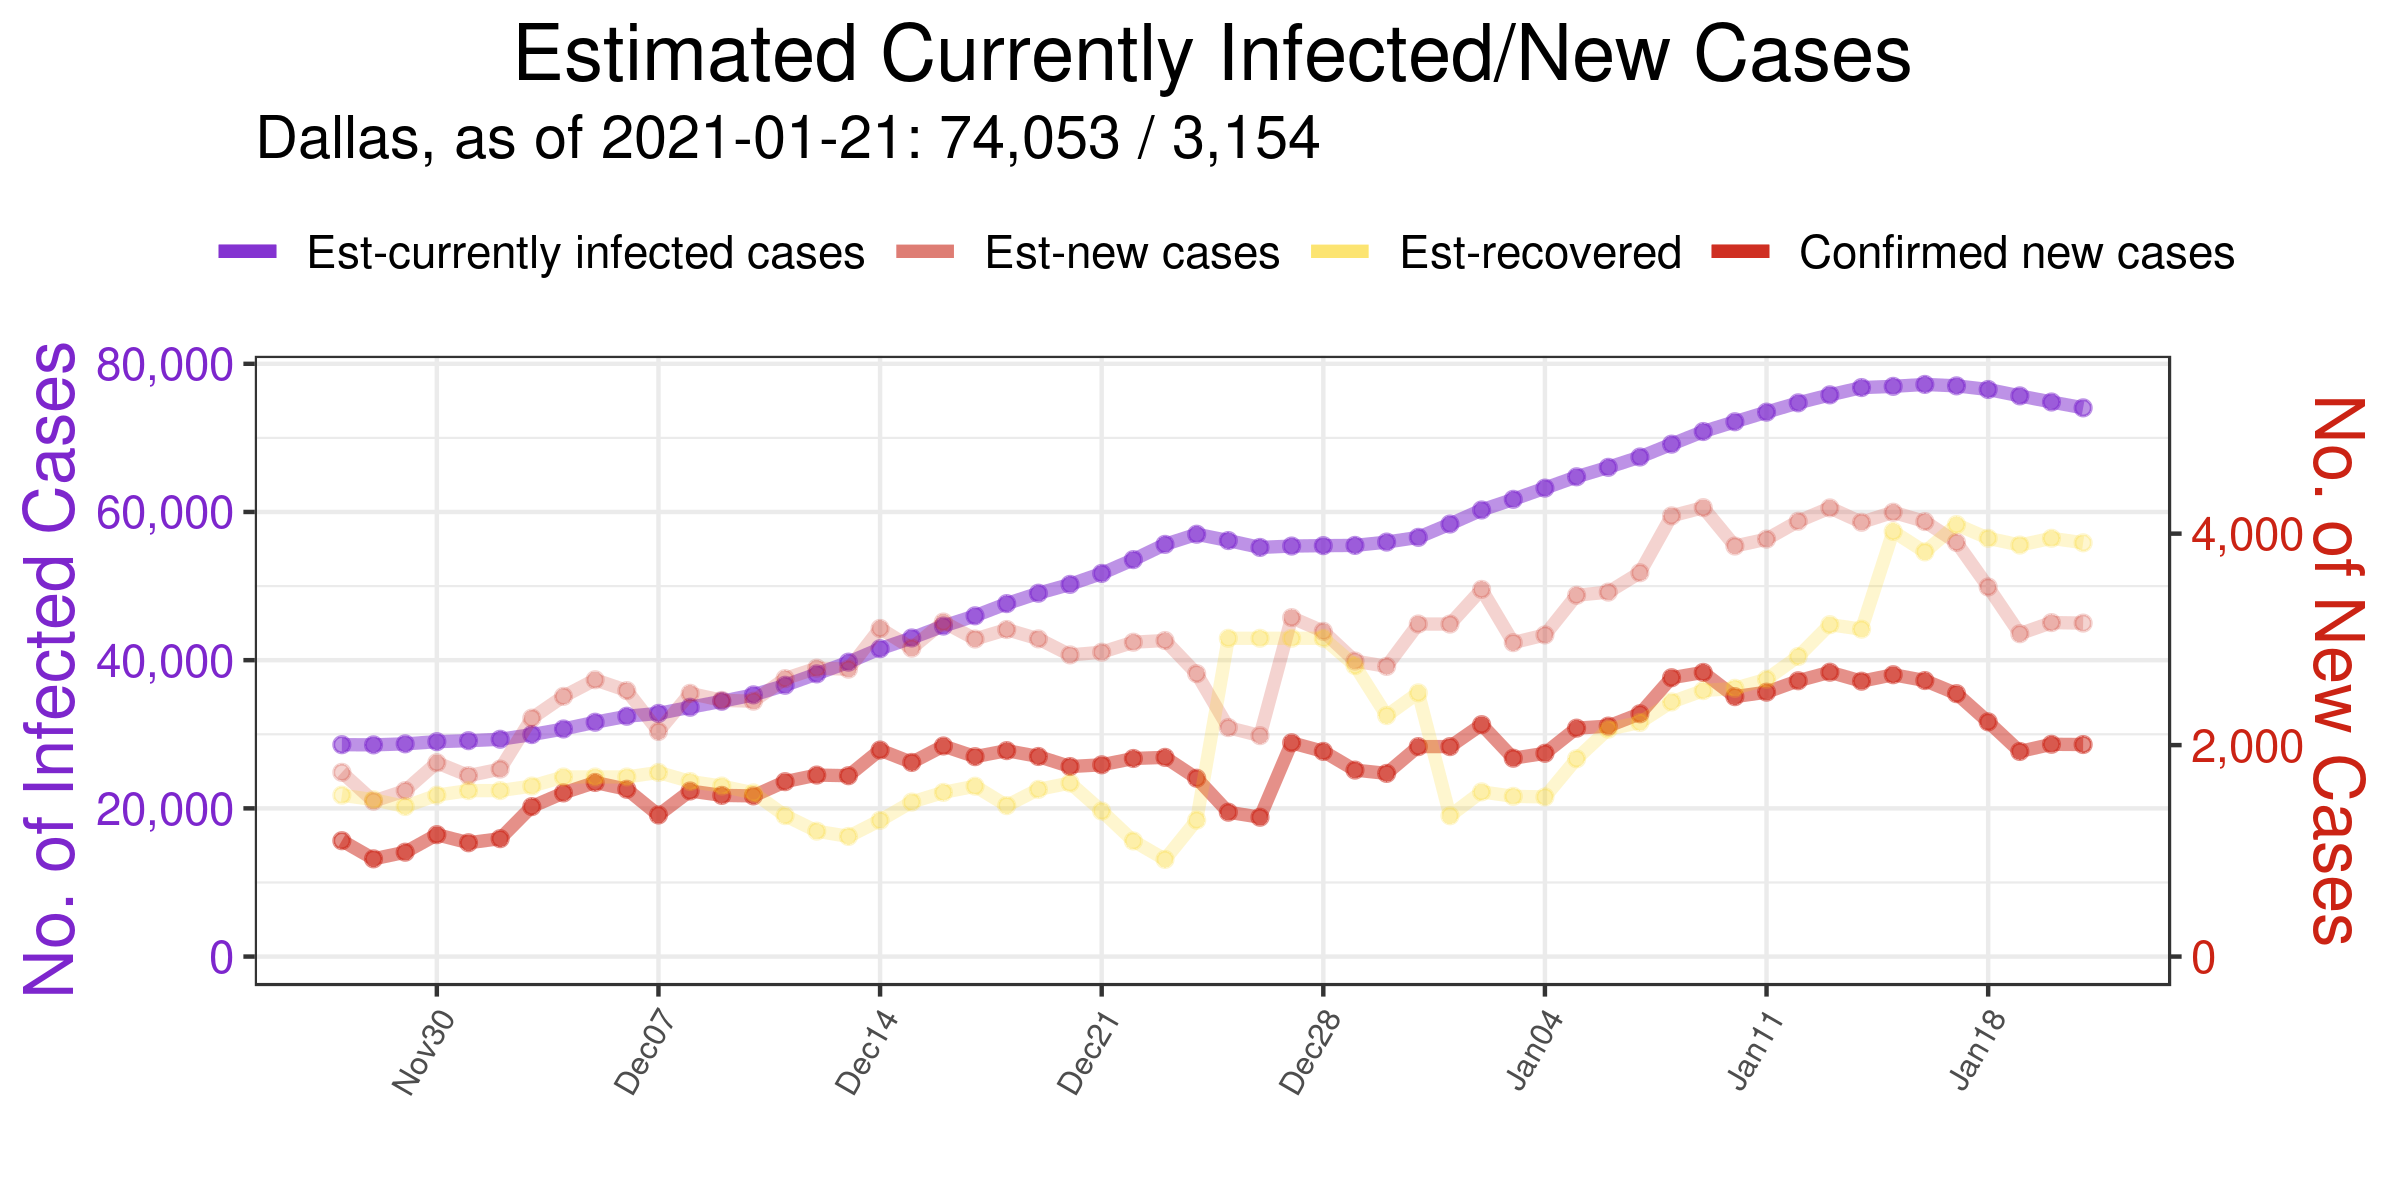 Estimated Currently Infected/New Cases
Dallas, as of 2021-01-21: 74,053 / 3,154
Est-currently infected cases Est-new cases Est-recovered Confirmed new cases
No. of Infected Cases
80,000
60,000
40,000
20,000
0
4,000
2,000
0
No. of New Cases
Nov30 Dec07 Dec14 Dec21 Dec28 Jan04 Jan11 Jan18